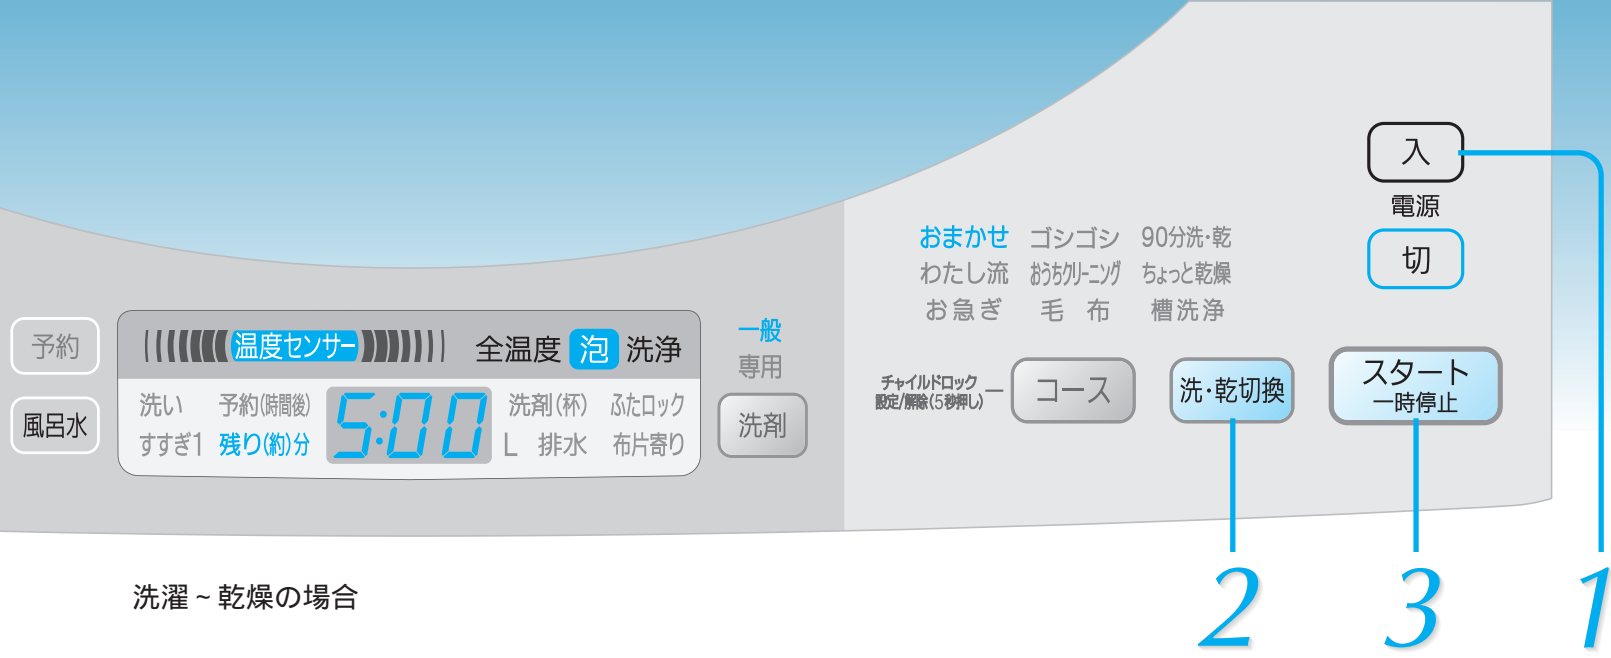 入
電源
切
おまかせ ゴシゴシ 90分洗・乾
わたし流 おうちクリーニング ちょっと乾燥
お急ぎ 毛布 槽洗浄
予約
風呂水
温度センサー 全温度 泡 洗浄
洗い 予約(時間後) 5:00 洗剤(杯) ふたロック
すすぎ1 残り(約)分 L 排水 布片寄り
一般
専用
洗剤
チャイルドロック
設定/解除(5秒押し)
コース
洗・乾切換
スタート
一時停止
洗濯~乾燥の場合
2 3 1